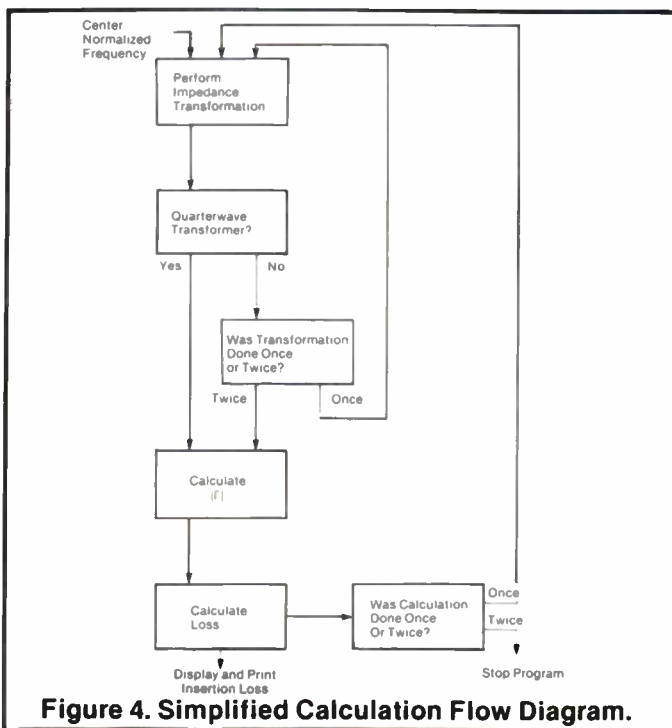 Center
Normalized
Frequency
Perform
Impedance
Transformation
Quarterwave
Transformer?
Yes
No
Was Transformation
Done Once
or Twice?
Twice
Once
Calculate
|Γ|
Calculate
Loss
Was Calculation
Done Once
Or Twice?
Once
Twice
Display and Print
Insertion Loss
Stop Program
Figure 4. Simplified Calculation Flow Diagram.